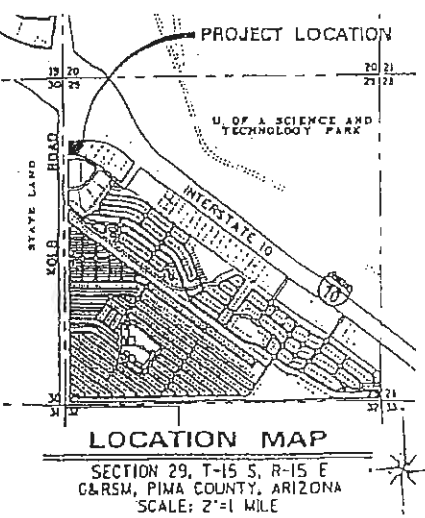 PROJECT LOCATION
19 20
30 29
20 21
29 28
U. OF A SCIENCE AND
TECHNOLOGY PARK
STATE LAND
KOLB ROAD
INTERSTATE 10
10
32
29
32 33
LOCATION MAP
SECTION 29, T-15 S, R-15 E
G&RSM, PIMA COUNTY, ARIZONA
SCALE: 2"=1 MILE